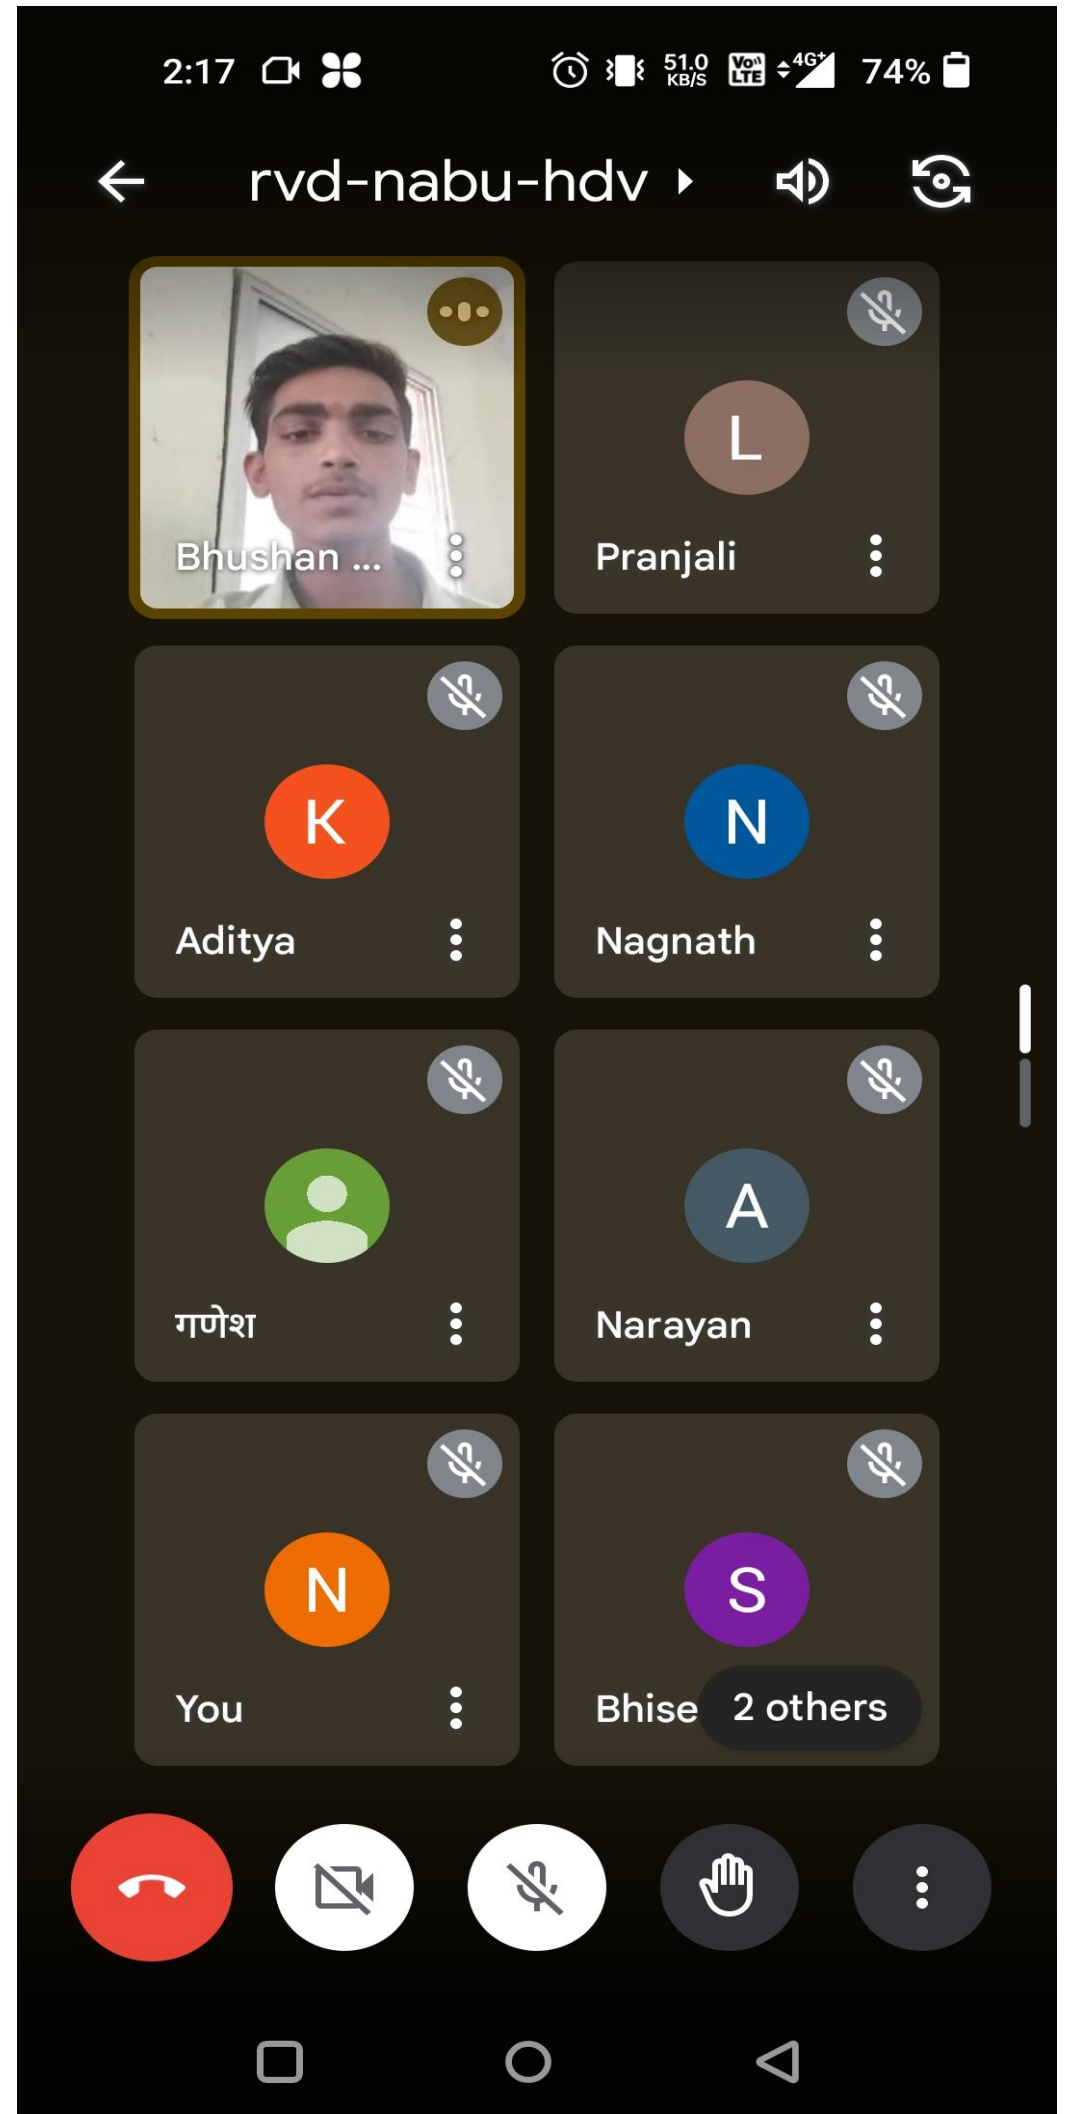 2:17 51.0 KB/S Vo)) LTE 4G+ 74%
rvd-nabu-hdv
Bhushan ...
L
Pranjali
K
Aditya
N
Nagnath
गणेश
A
Narayan
N
You
S
Bhise
2 others